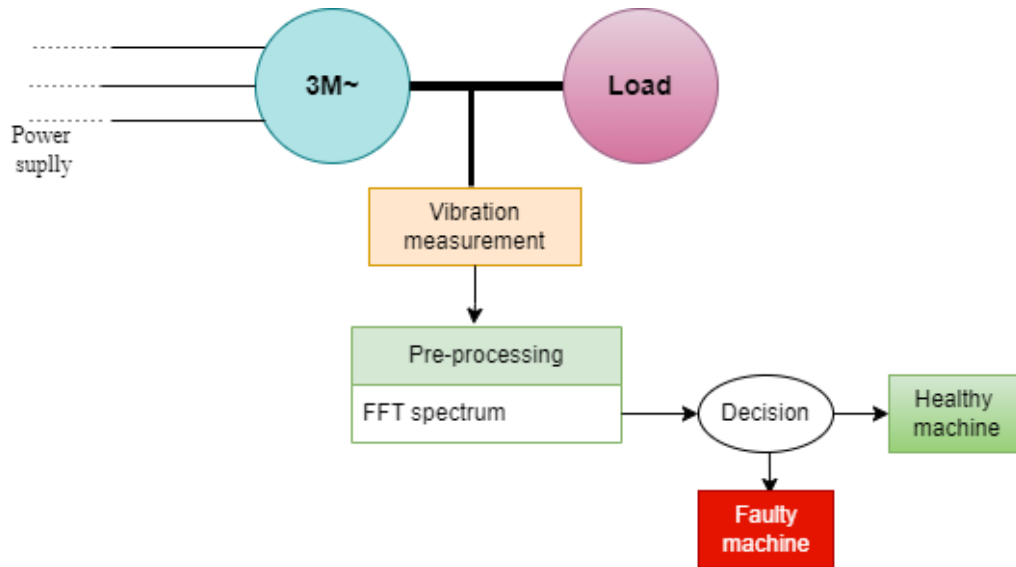 3M~
Load
Power
suplly
Vibration
measurement
Pre-processing
FFT spectrum
Decision
Healthy
machine
Faulty
machine